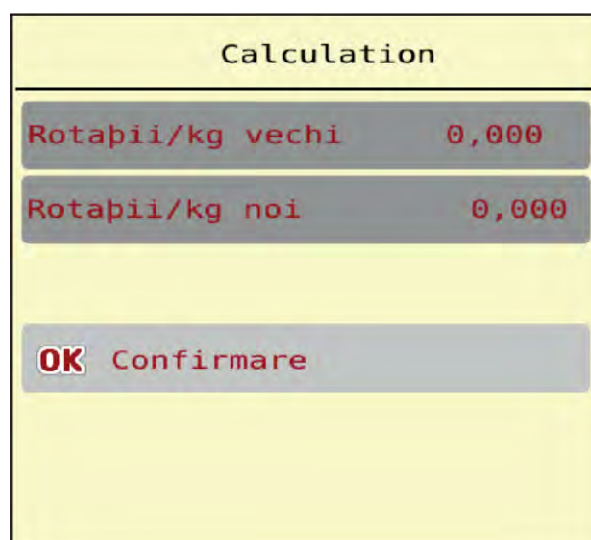 Calculation
Rotaþii/kg vechi 0,000
Rotaþii/kg noi 0,000
OK Confirmare